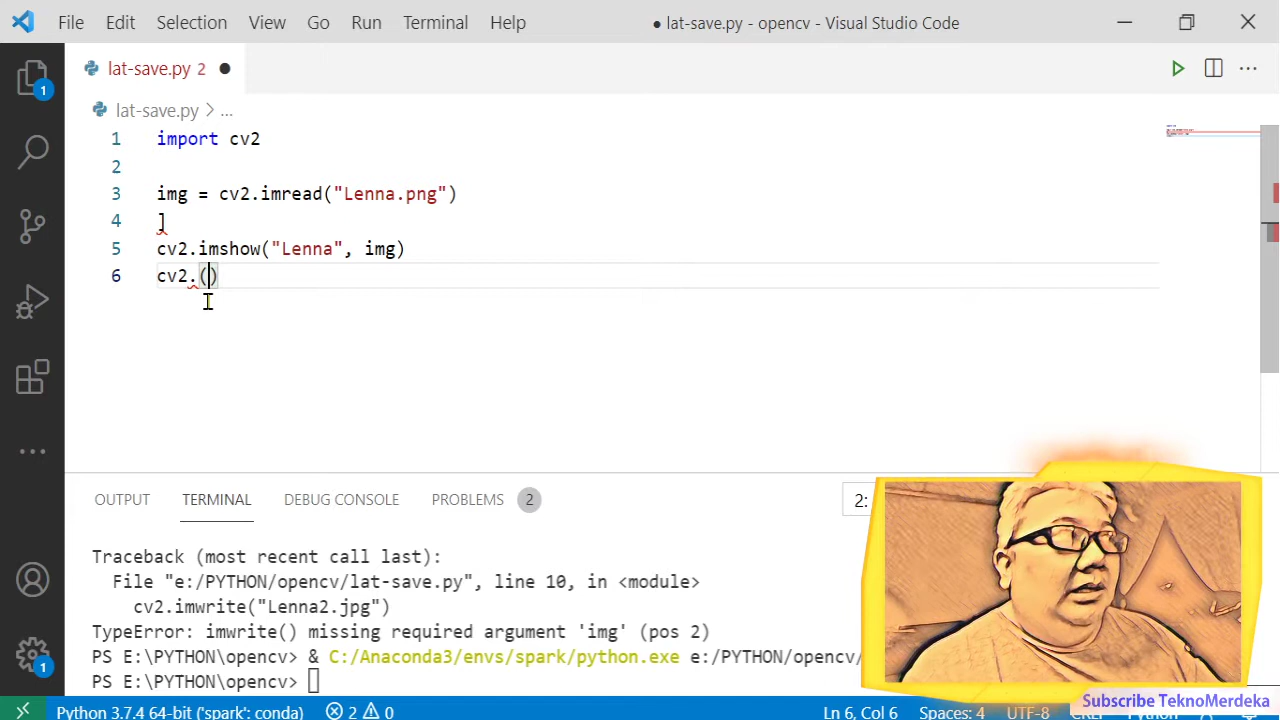 File Edit Selection View Go Run Terminal Help ● lat-save.py - opencv - Visual Studio Code
lat-save.py 2 ●
lat-save.py > ...
1 import cv2
2
3 img = cv2.imread("Lenna.png")
4 ]
5 cv2.imshow("Lenna", img)
6 cv2.()
OUTPUT TERMINAL DEBUG CONSOLE PROBLEMS 2 2:
Traceback (most recent call last):
File "e:/PYTHON/opencv/lat-save.py", line 10, in <module>
cv2.imwrite("Lenna2.jpg")
TypeError: imwrite() missing required argument 'img' (pos 2)
PS E:\PYTHON\opencv> & C:/Anaconda3/envs/spark/python.exe e:/PYTHON/opencv/
PS E:\PYTHON\opencv>
1
1
Subscribe TeknoMerdeka
Python 3.7.4 64-bit ('spark': conda) 2 0 Ln 6, Col 6 Spaces: 4 UTF-8 CRLF Python